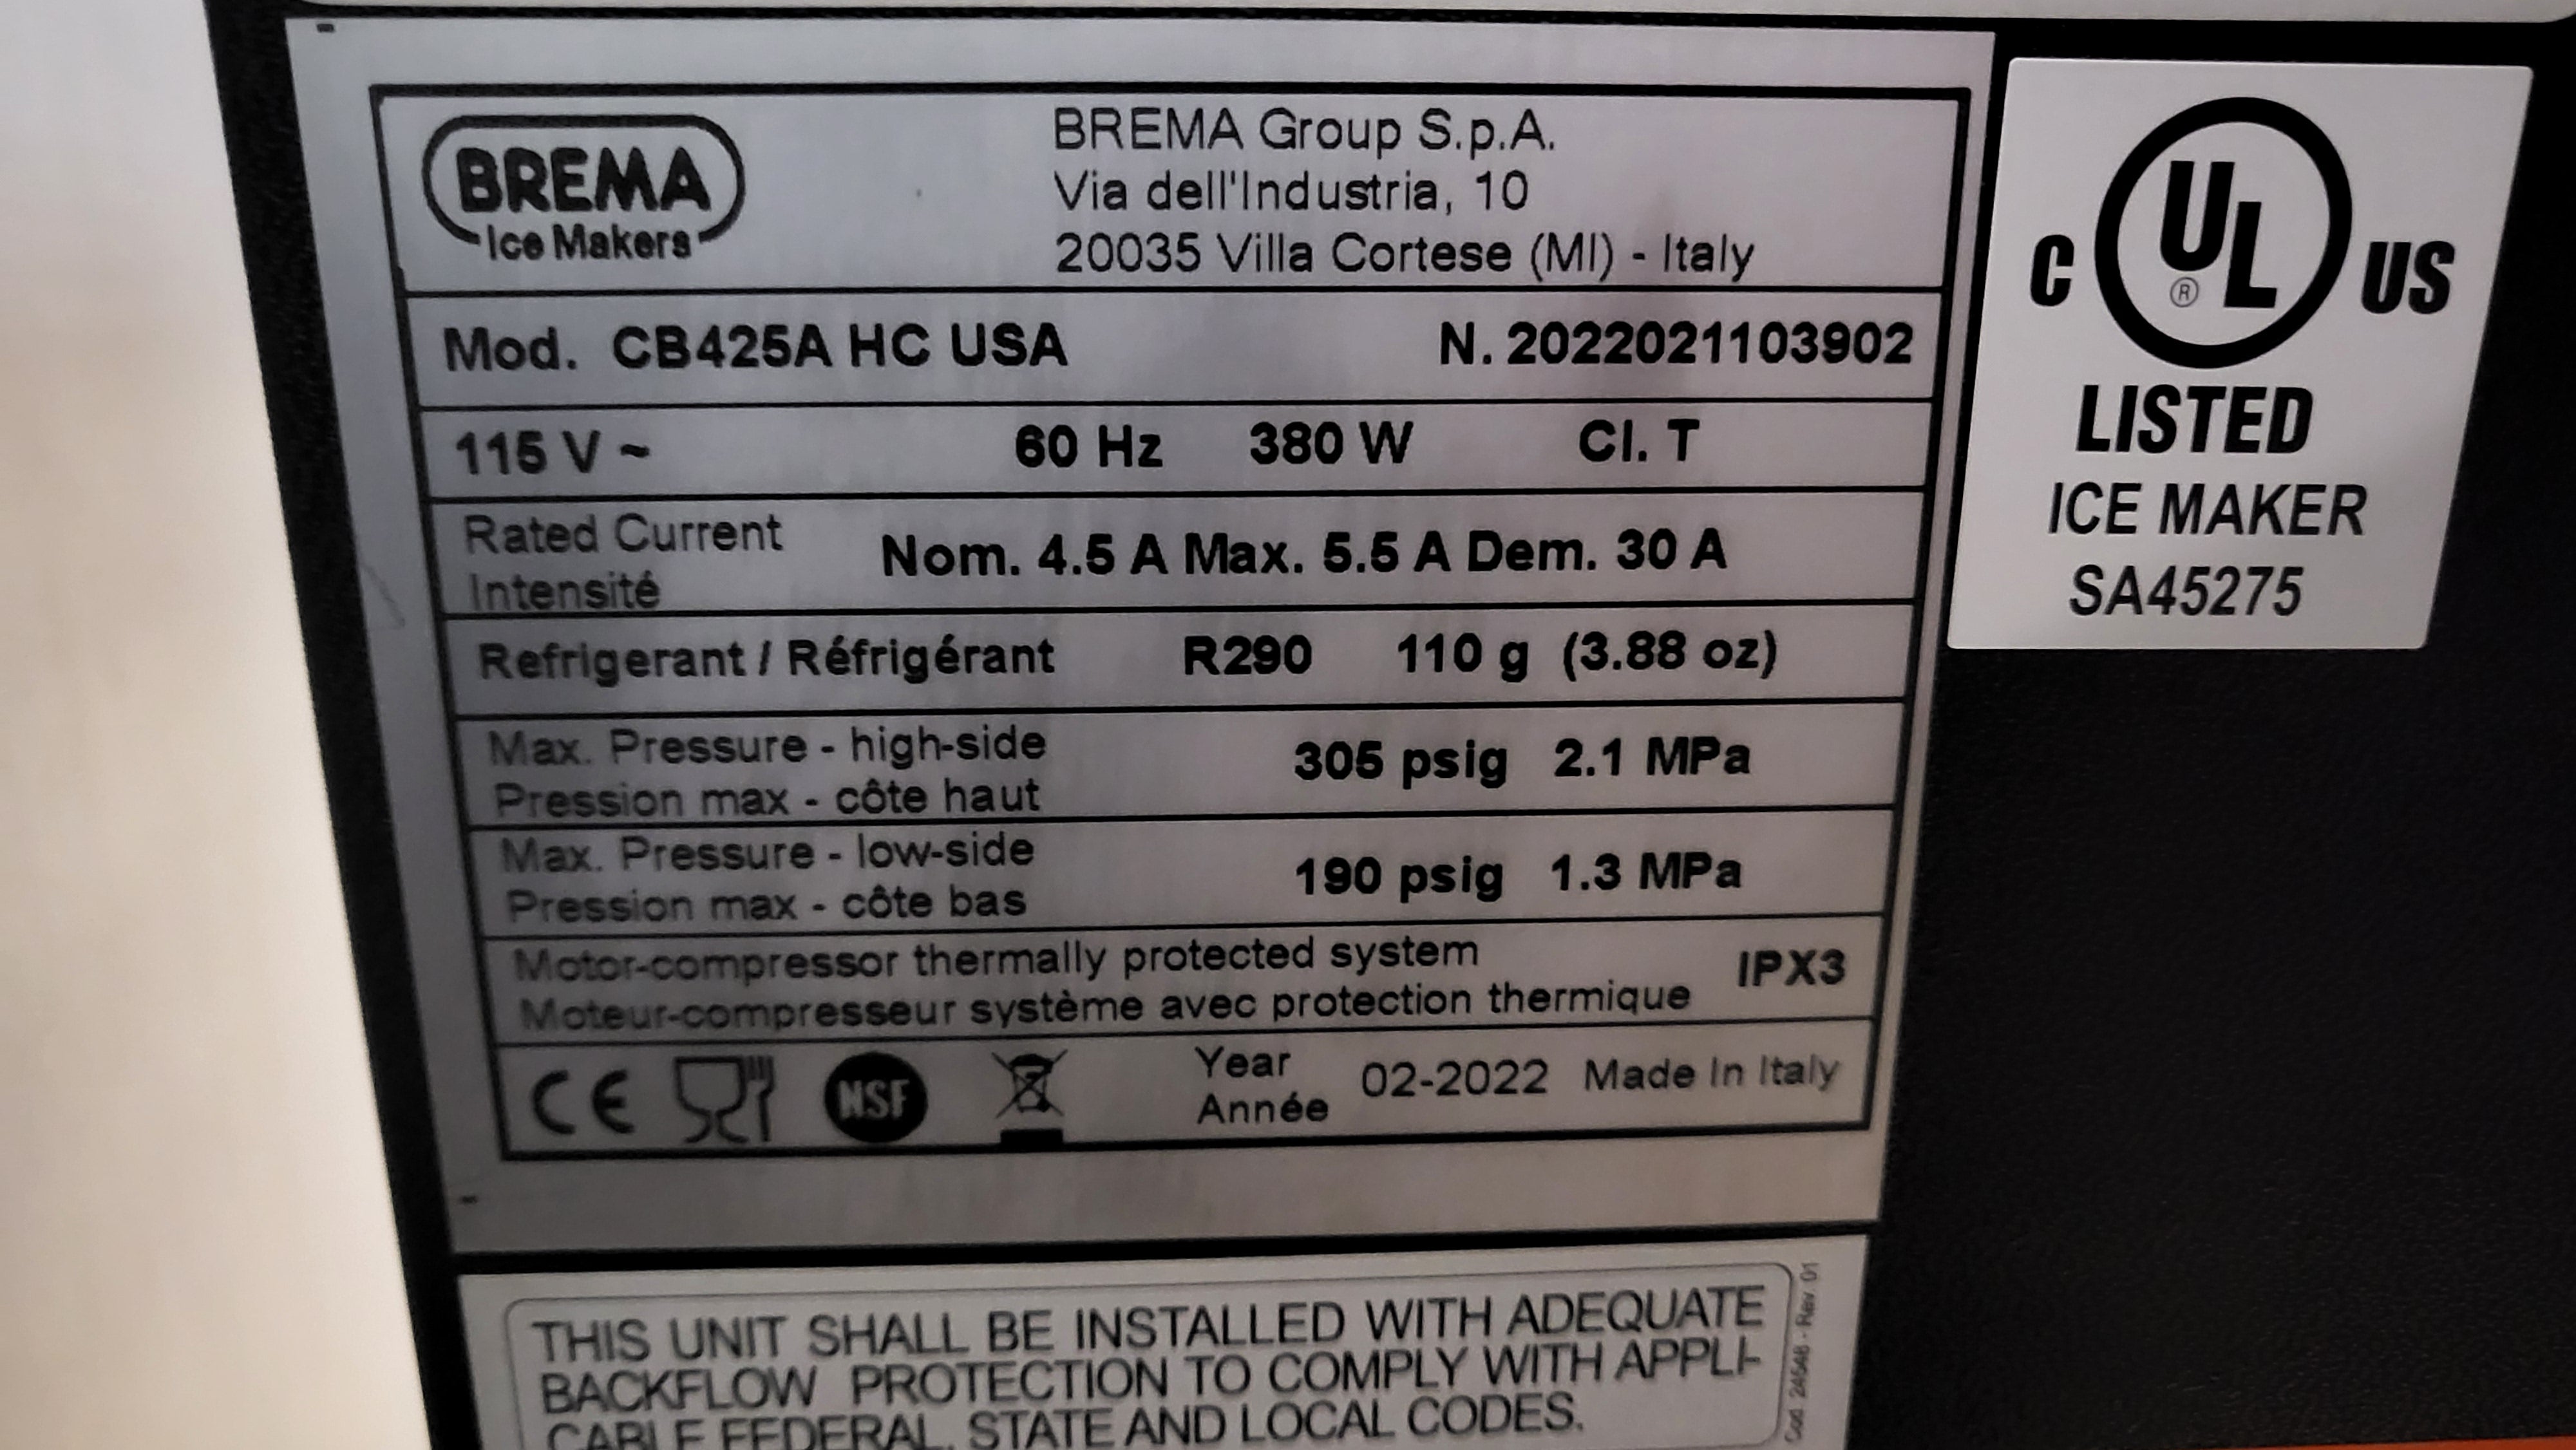 BREMA
Ice Makers
BREMA Group S.p.A.
Via dell'Industria, 10
20035 Villa Cortese (MI) - Italy
Mod. CB425A HC USA N. 2022021103902
115 V ~ 60 Hz 380 W Cl. T
Rated Current
Intensité
Nom. 4.5 A Max. 5.5 A Dem. 30 A
Refrigerant / Réfrigérant R290 110 g (3.88 oz)
Max. Pressure - high-side
Pression max - côte haut
305 psig 2.1 MPa
Max. Pressure - low-side
Pression max - côte bas
190 psig 1.3 MPa
Motor-compressor thermally protected system
Moteur-compresseur système avec protection thermique
IPX3
CE NSF
Year
Année
02-2022 Made In Italy
C UL® US
LISTED
ICE MAKER
SA45275
THIS UNIT SHALL BE INSTALLED WITH ADEQUATE
BACKFLOW PROTECTION TO COMPLY WITH APPLI-
CABLE FEDERAL, STATE AND LOCAL CODES.
Cod. 24548 - Rev. 01